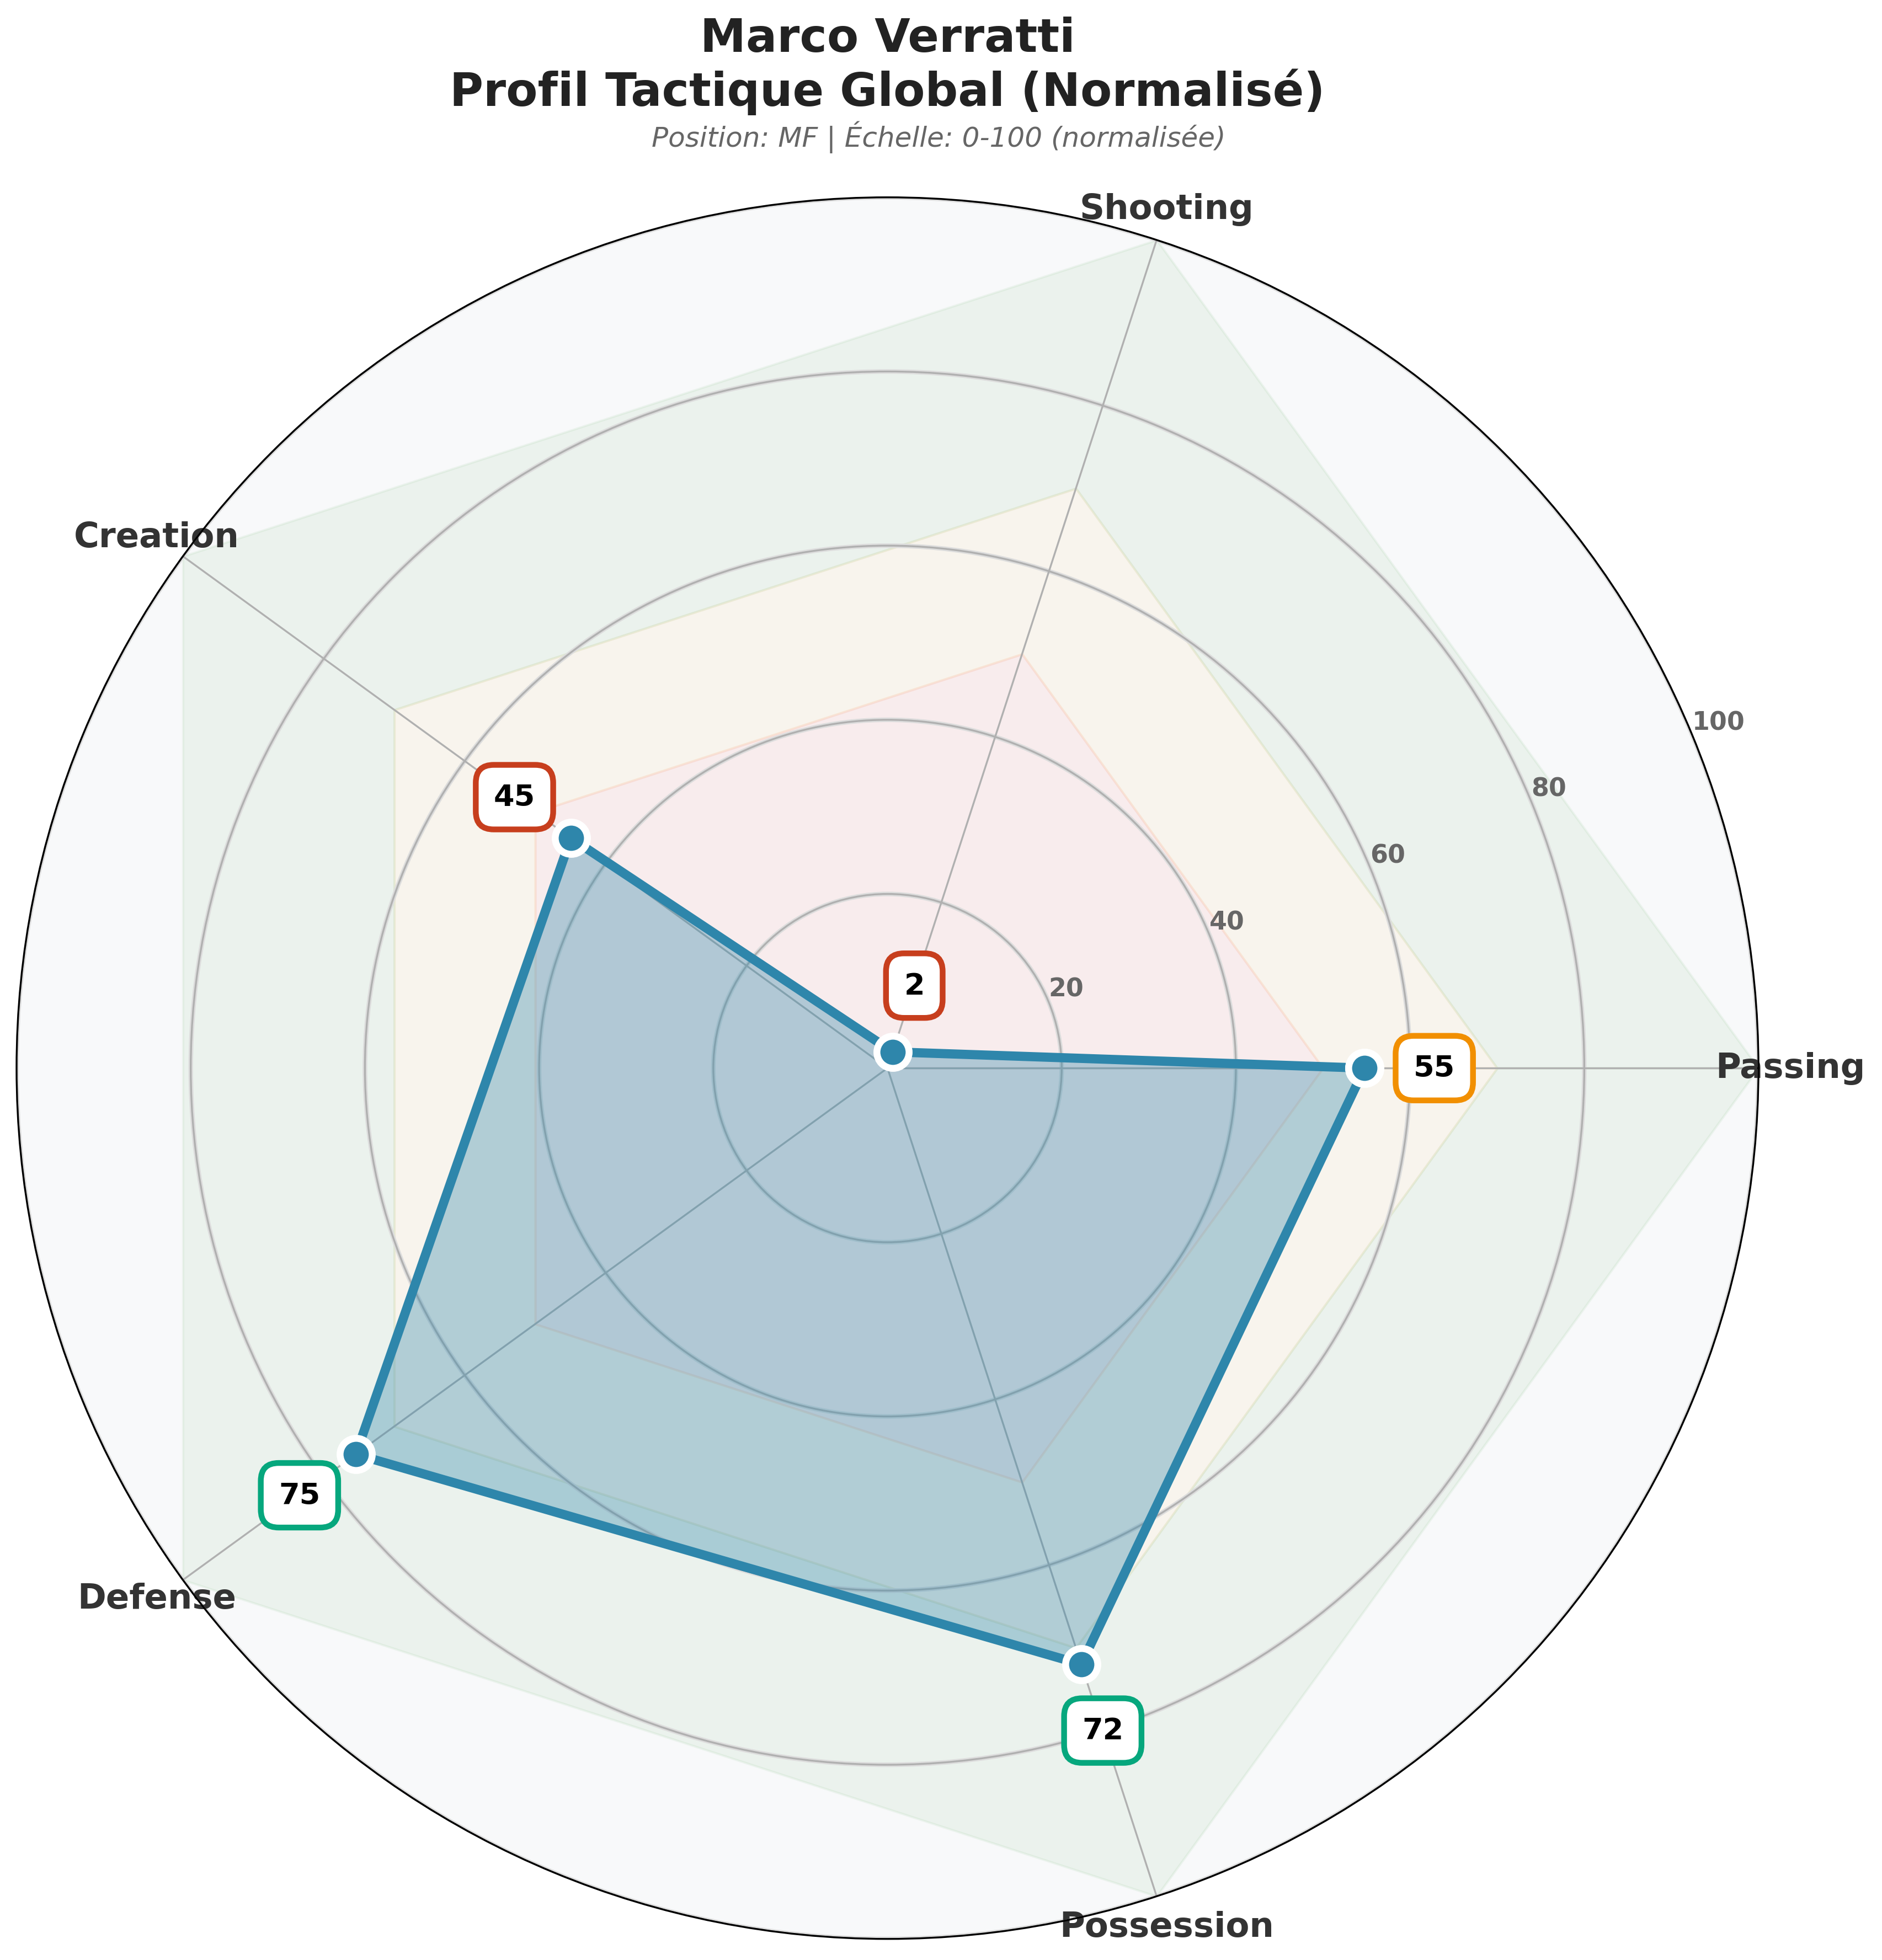 Marco Verratti
Profil Tactique Global (Normalisé)
Position: MF | Échelle: 0-100 (normalisée)
Shooting
Creation
100
80
45
60
40
2
20
55
Passing
75
Defense
72
Possession